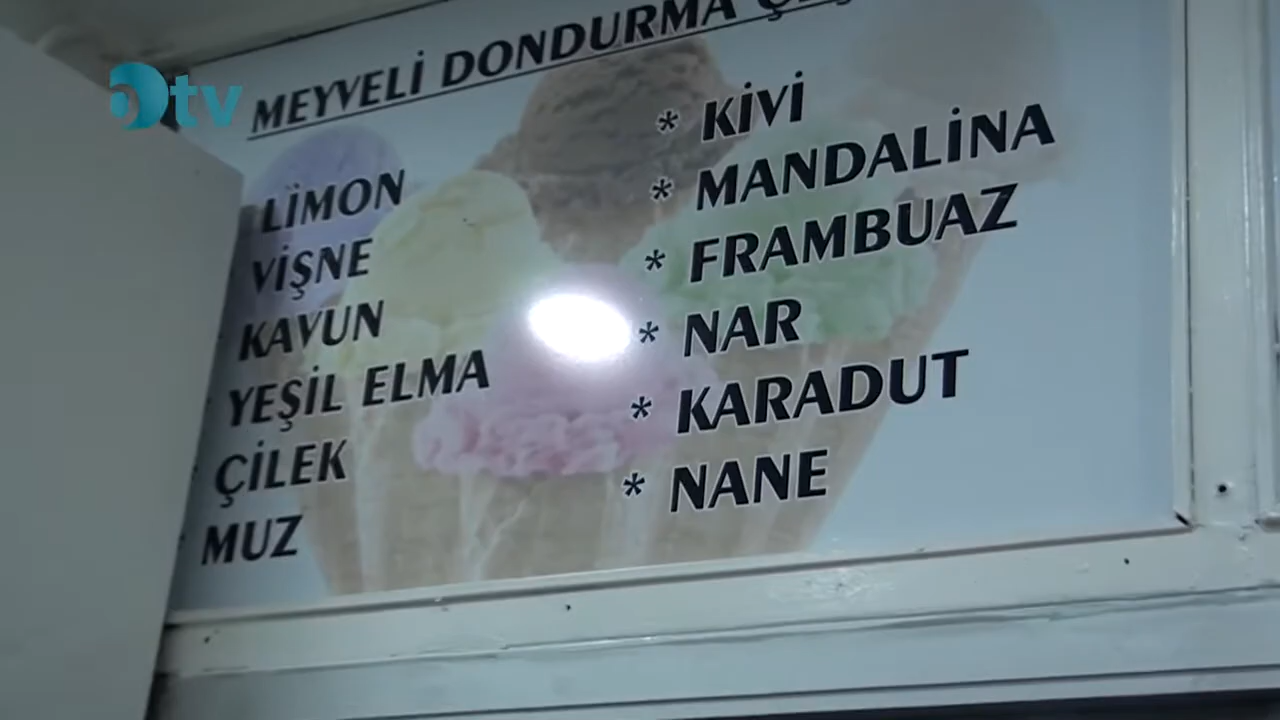 tv
MEYVELİ DONDURMA
LİMON
VİŞNE
KAVUN
YEŞİL ELMA
ÇİLEK
MUZ
* KİVİ
* MANDALİNA
* FRAMBUAZ
* NAR
* KARADUT
* NANE